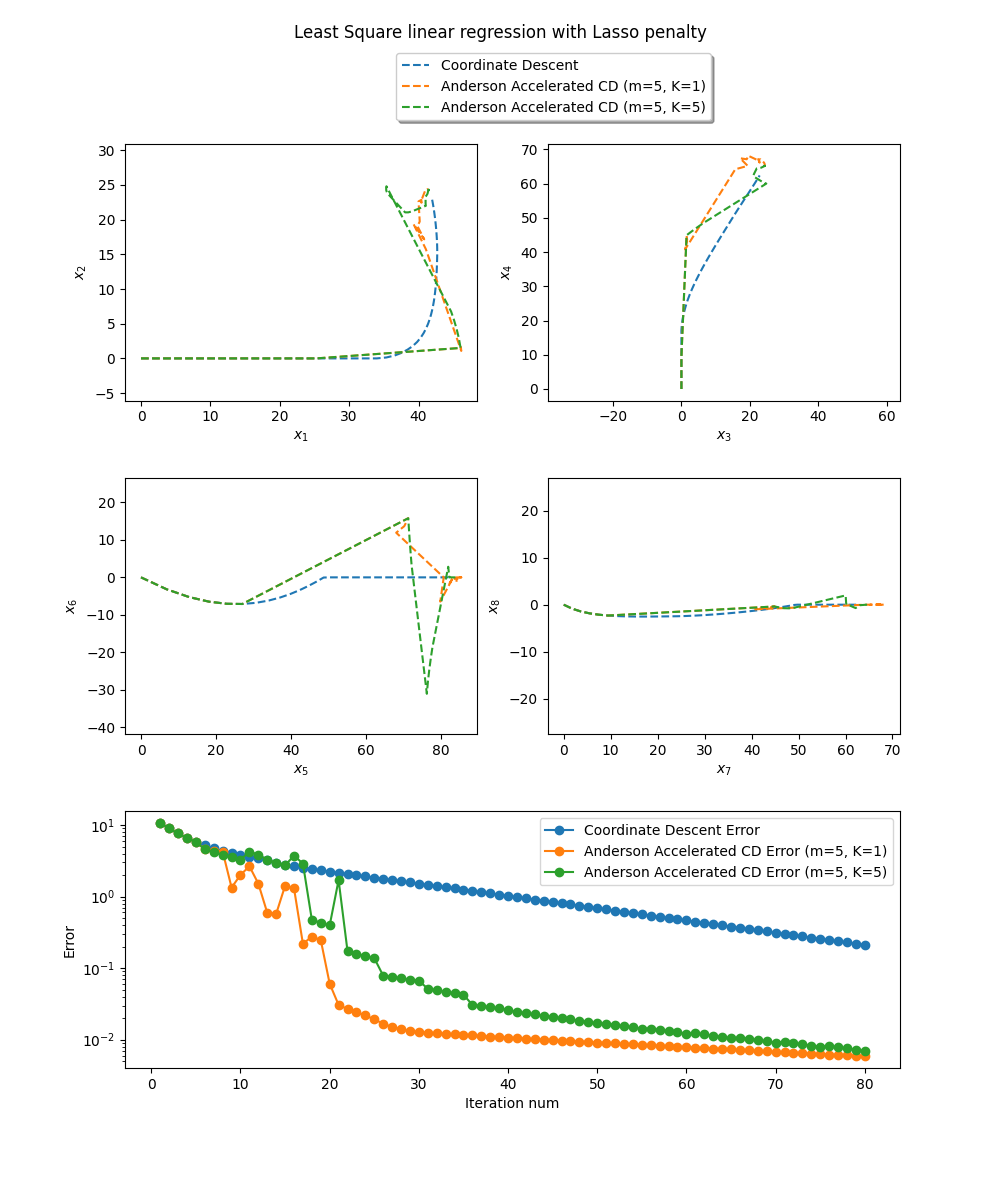 Least Square linear regression with Lasso penalty
Coordinate Descent
Anderson Accelerated CD (m=5, K=1)
Anderson Accelerated CD (m=5, K=5)
30
25
20
15
10
5
0
−5
x₂
0 10 20 30 40
x₁
70
60
50
40
30
20
10
0
x₄
−20 0 20 40 60
x₃
20
10
0
−10
−20
−30
−40
x₆
0 20 40 60 80
x₅
20
10
0
−10
−20
x₈
0 10 20 30 40 50 60 70
x₇
Coordinate Descent Error
Anderson Accelerated CD Error (m=5, K=1)
Anderson Accelerated CD Error (m=5, K=5)
10¹
10⁰
10⁻¹
10⁻²
Error
0 10 20 30 40 50 60 70 80
Iteration num